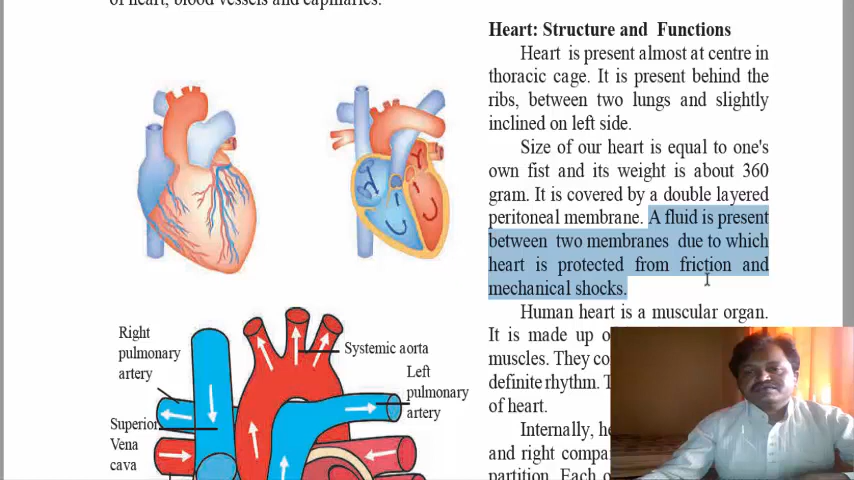 of heart, blood vessels and capillaries.
Heart: Structure and Functions
Heart is present almost at centre in
thoracic cage. It is present behind the
ribs, between two lungs and slightly
inclined on left side.
Size of our heart is equal to one's
own fist and its weight is about 360
gram. It is covered by a double layered
peritoneal membrane. A fluid is present
between two membranes due to which
heart is protected from friction and
mechanical shocks.
Human heart is a muscular organ.
It is made up
muscles. They
definite rhythm.
of heart.
Internally,
and right
partition. Each
Right
pulmonary
artery
Systemic aorta
Left
pulmonary
artery
Superior
Vena
cava